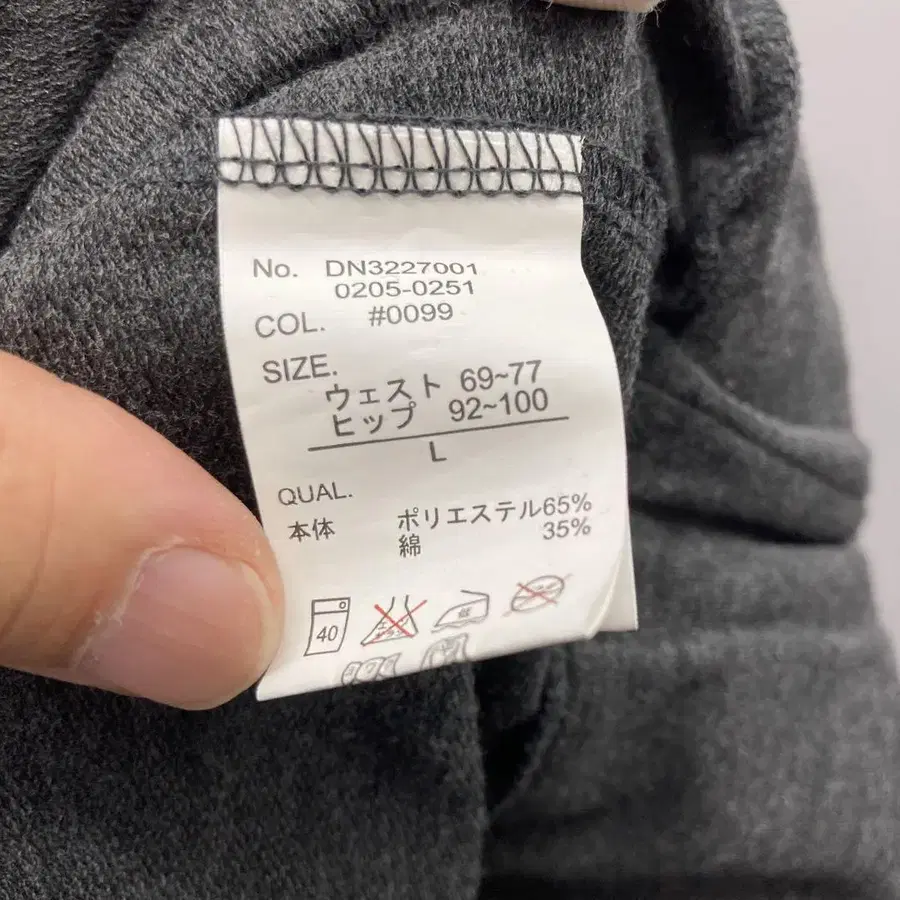 No. DN3227001
0205-0251
COL. #0099
SIZE.
ウェスト 69~77
ヒップ 92~100
L
QUAL.
本体 ポリエステル65%
綿 35%
40
低